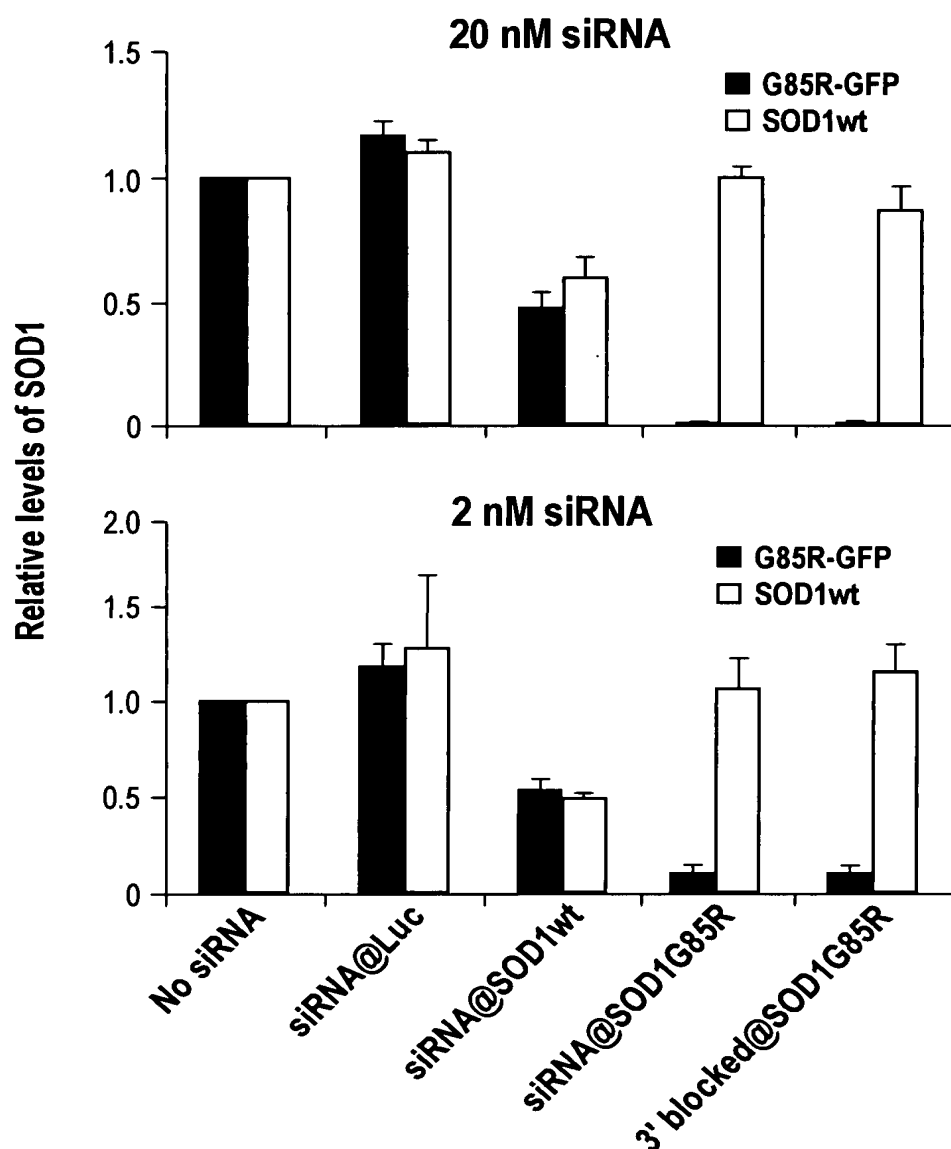 20 nM siRNA
Relative levels of SOD1
1.5
1.0
0.5
0
G85R-GFP
SOD1wt
2 nM siRNA
2.0
1.5
1.0
0.5
0
G85R-GFP
SOD1wt
No siRNA
siRNA@Luc
siRNA@SOD1wt
siRNA@SOD1G85R
3' blocked@SOD1G85R